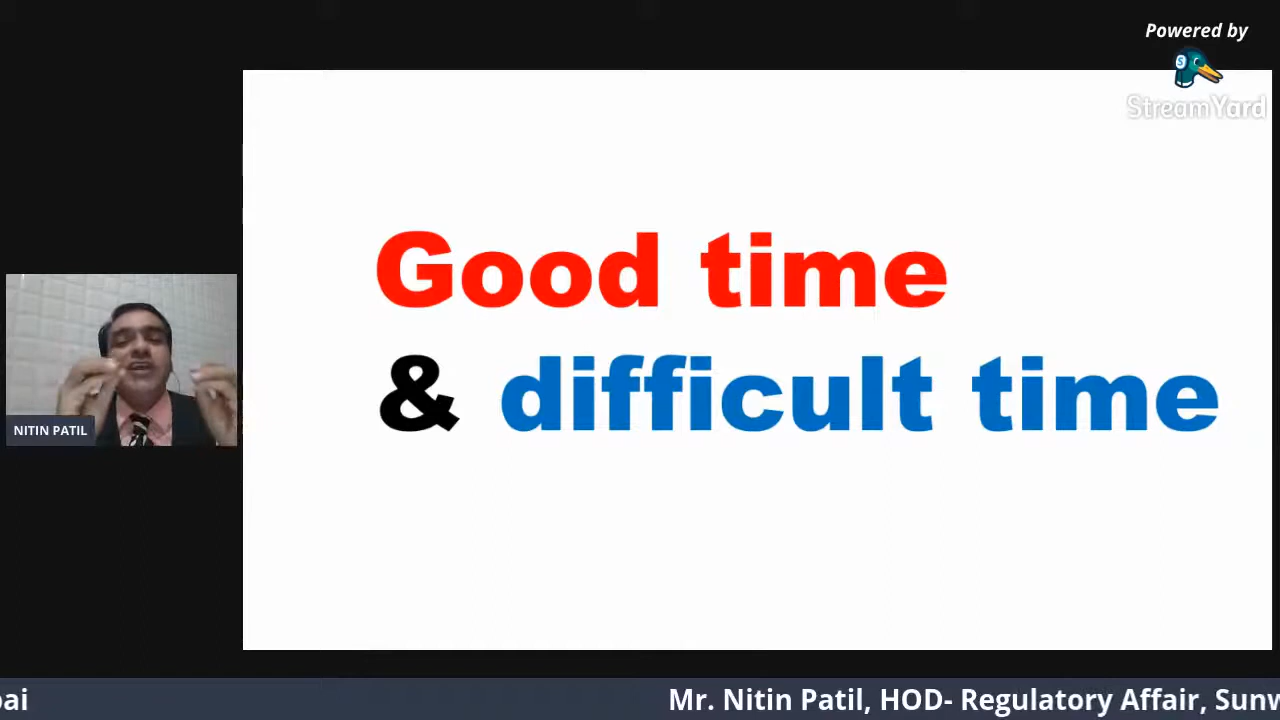 Powered by
StreamYard
Good time
& difficult time
NITIN PATIL
Mr. Nitin Patil, HOD- Regulatory Affair,